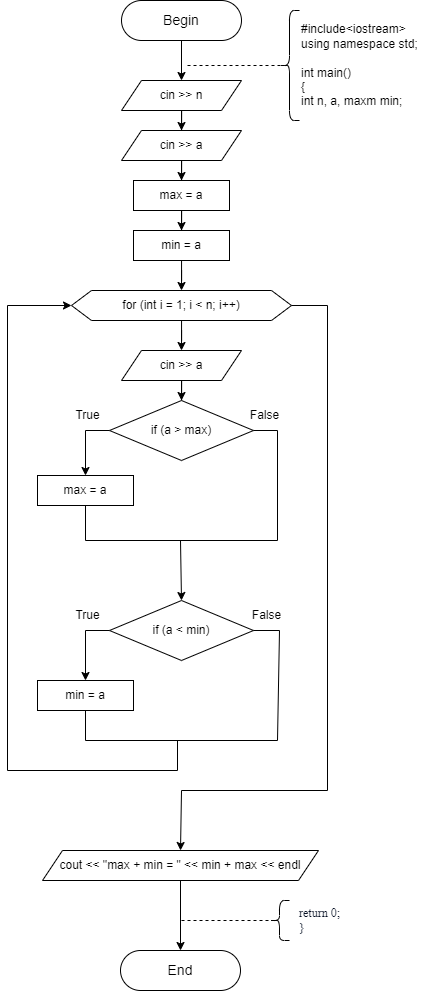 Begin
#include<iostream>
using namespace std;
int main()
{
int n, a, maxm min;
cin >> n
cin >> a
max = a
min = a
for (int i = 1; i < n; i++)
cin >> a
True
False
if (a > max)
max = a
True
False
if (a < min)
min = a
cout << "max + min = " << min + max << endl
return 0;
}
End